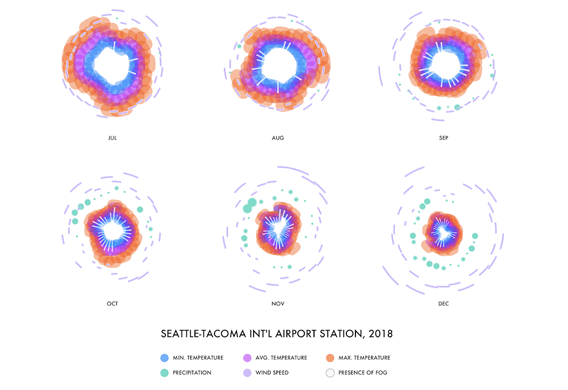 JUL
AUG
SEP
OCT
NOV
DEC
SEATTLE-TACOMA INT'L AIRPORT STATION, 2018
MIN. TEMPERATURE
AVG. TEMPERATURE
MAX. TEMPERATURE
PRECIPITATION
WIND SPEED
PRESENCE OF FOG